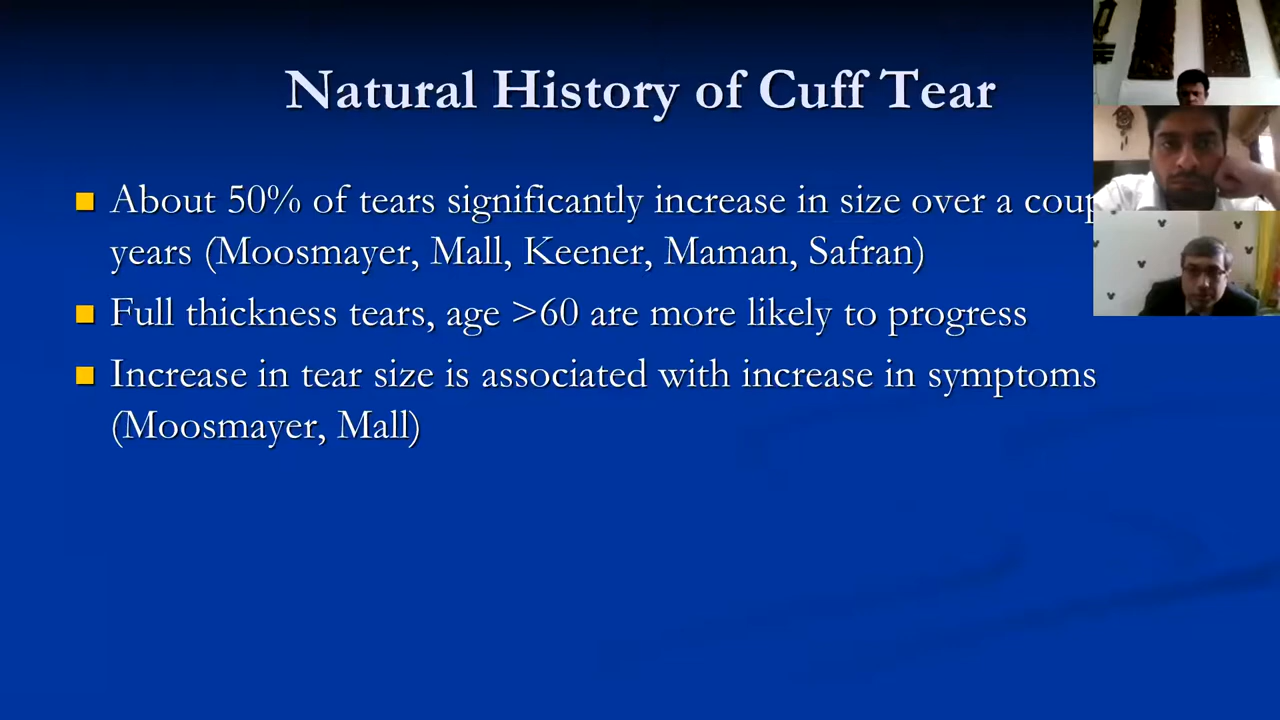 Natural History of Cuff Tear
About 50% of tears significantly increase in size over a
years (Moosmayer, Mall, Keener, Maman, Safran)
Full thickness tears, age >60 are more likely to progress
Increase in tear size is associated with increase in symptoms
(Moosmayer, Mall)